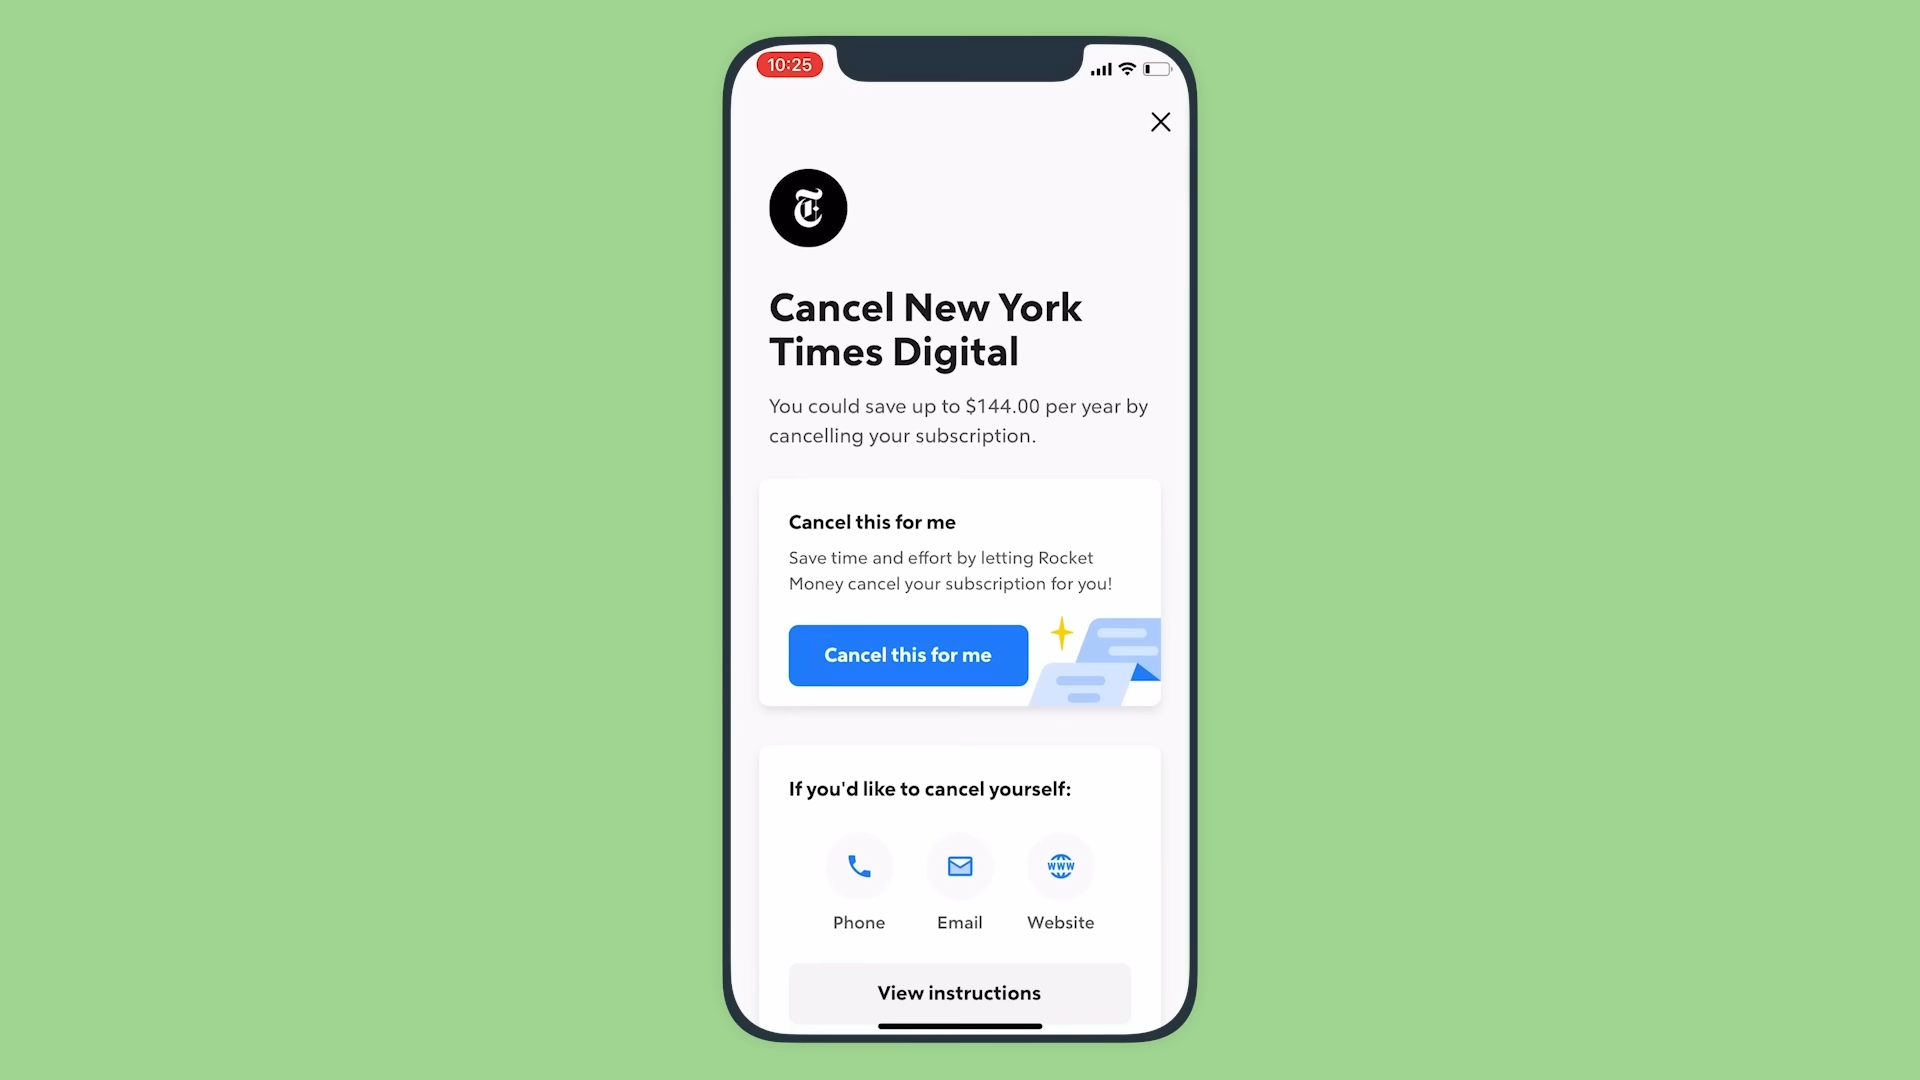 10:25
T
Cancel New York
Times Digital
You could save up to $144.00 per year by
cancelling your subscription.
Cancel this for me
Save time and effort by letting Rocket
Money cancel your subscription for you!
Cancel this for me
If you'd like to cancel yourself:
WWW
Phone Email Website
View instructions